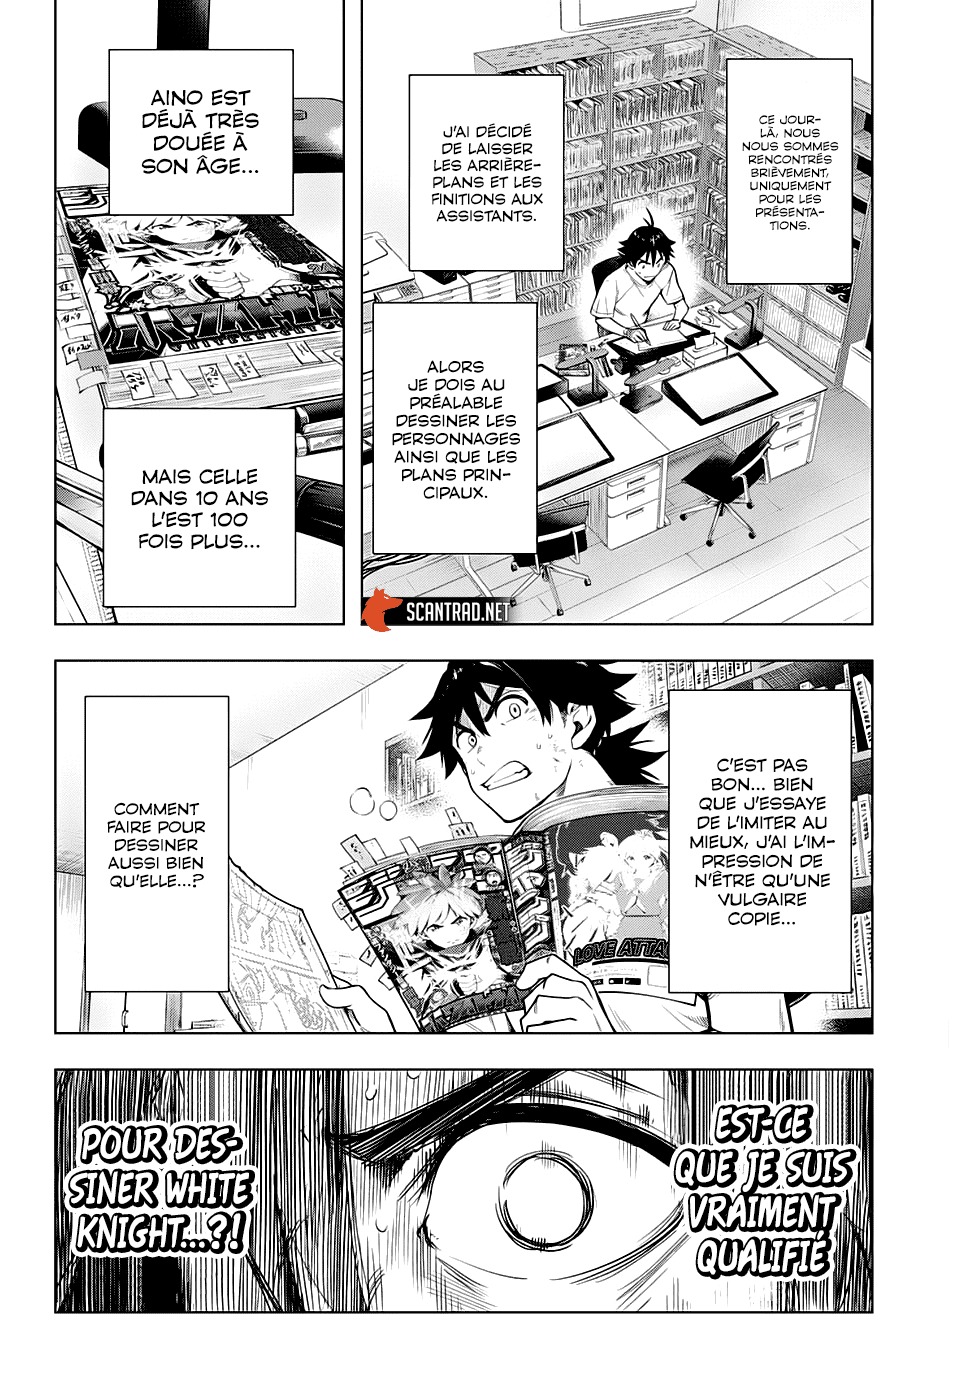 CE JOUR-
LÀ, NOUS
NOUS SOMMES
RENCONTRÉS
BRIÈVEMENT,
UNIQUEMENT
POUR LES
PRÉSENTA-
TIONS.
J'AI DÉCIDÉ
DE LAISSER
LES ARRIÈRE-
PLANS ET LES
FINITIONS AUX
ASSISTANTS.
ALORS
JE DOIS AU
PRÉALABLE
DESSINER LES
PERSONNAGES
AINSI QUE LES
PLANS PRIN-
CIPAUX.
SCANTRAD.NET
AINO EST
DÉJÀ TRÈS
DOUÉE À
SON ÂGE...
MAIS CELLE
DANS 10 ANS
L'EST 100
FOIS PLUS...
C'EST PAS
BON... BIEN
QUE J'ESSAYE
DE L'IMITER AU
MIEUX, J'AI L'IM-
PRESSION DE
N'ÊTRE QU'UNE
VULGAIRE
COPIE...
LOVE ATTA
COMMENT
FAIRE POUR
DESSINER
AUSSI BIEN
QU'ELLE...?
EST-CE
QUE JE SUIS
VRAIMENT
QUALIFIÉ
POUR DES-
SINER WHITE
KNIGHT...?!